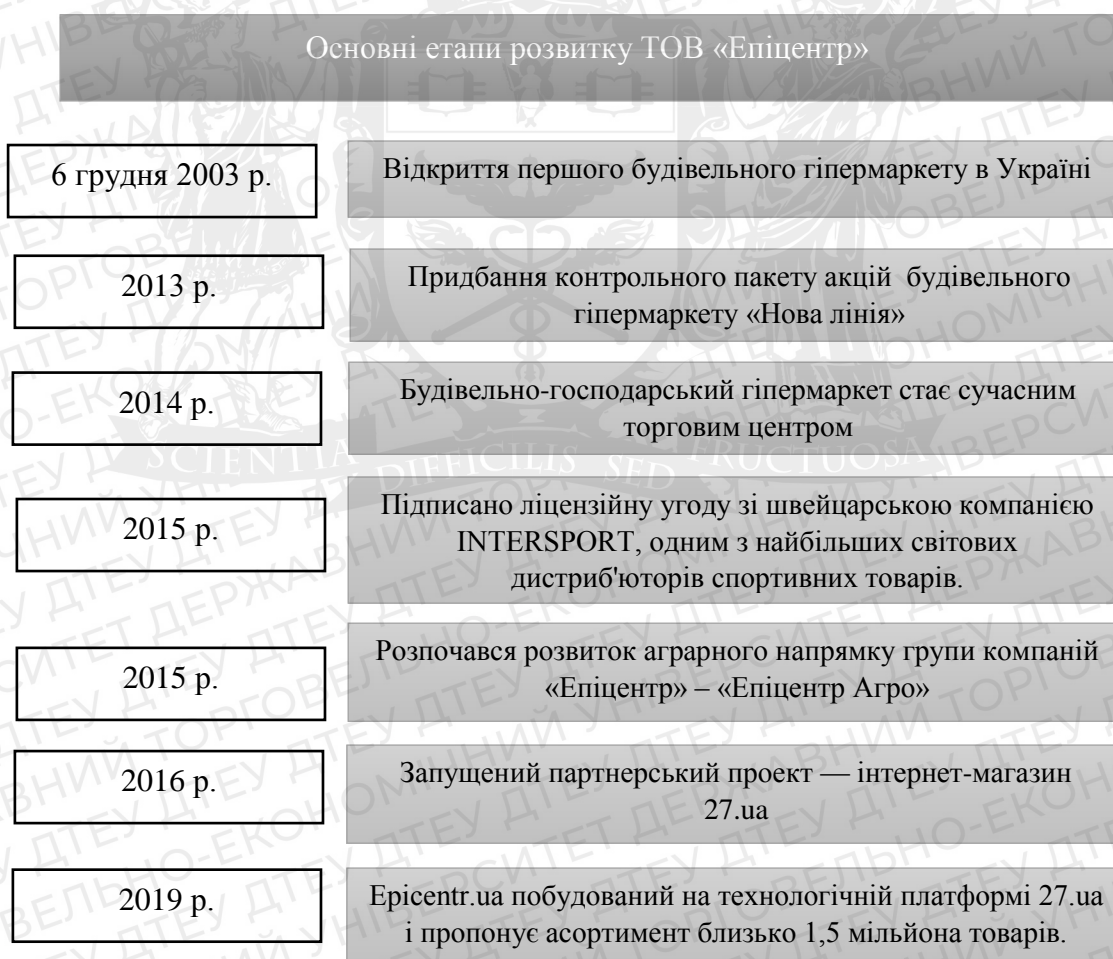 Основні етапи розвитку ТОВ «Епіцентр»
6 грудня 2003 р.
Відкриття першого будівельного гіпермаркету в Україні
2013 р.
Придбання контрольного пакету акцій будівельного
гіпермаркету «Нова лінія»
2014 р.
Будівельно-господарський гіпермаркет стає сучасним
торговим центром
SCIENTIA DIFFICILIS SED FRUCTUOSA
2015 р.
Підписано ліцензійну угоду зі швейцарською компанією
INTERSPORT, одним з найбільших світових
дистриб'юторів спортивних товарів.
2015 р.
Розпочався розвиток аграрного напрямку групи компаній
«Епіцентр» – «Епіцентр Агро»
2016 р.
Запущений партнерський проект — інтернет-магазин
27.ua
2019 р.
Epicentr.ua побудований на технологічній платформі 27.ua
і пропонує асортимент близько 1,5 мільйона товарів.